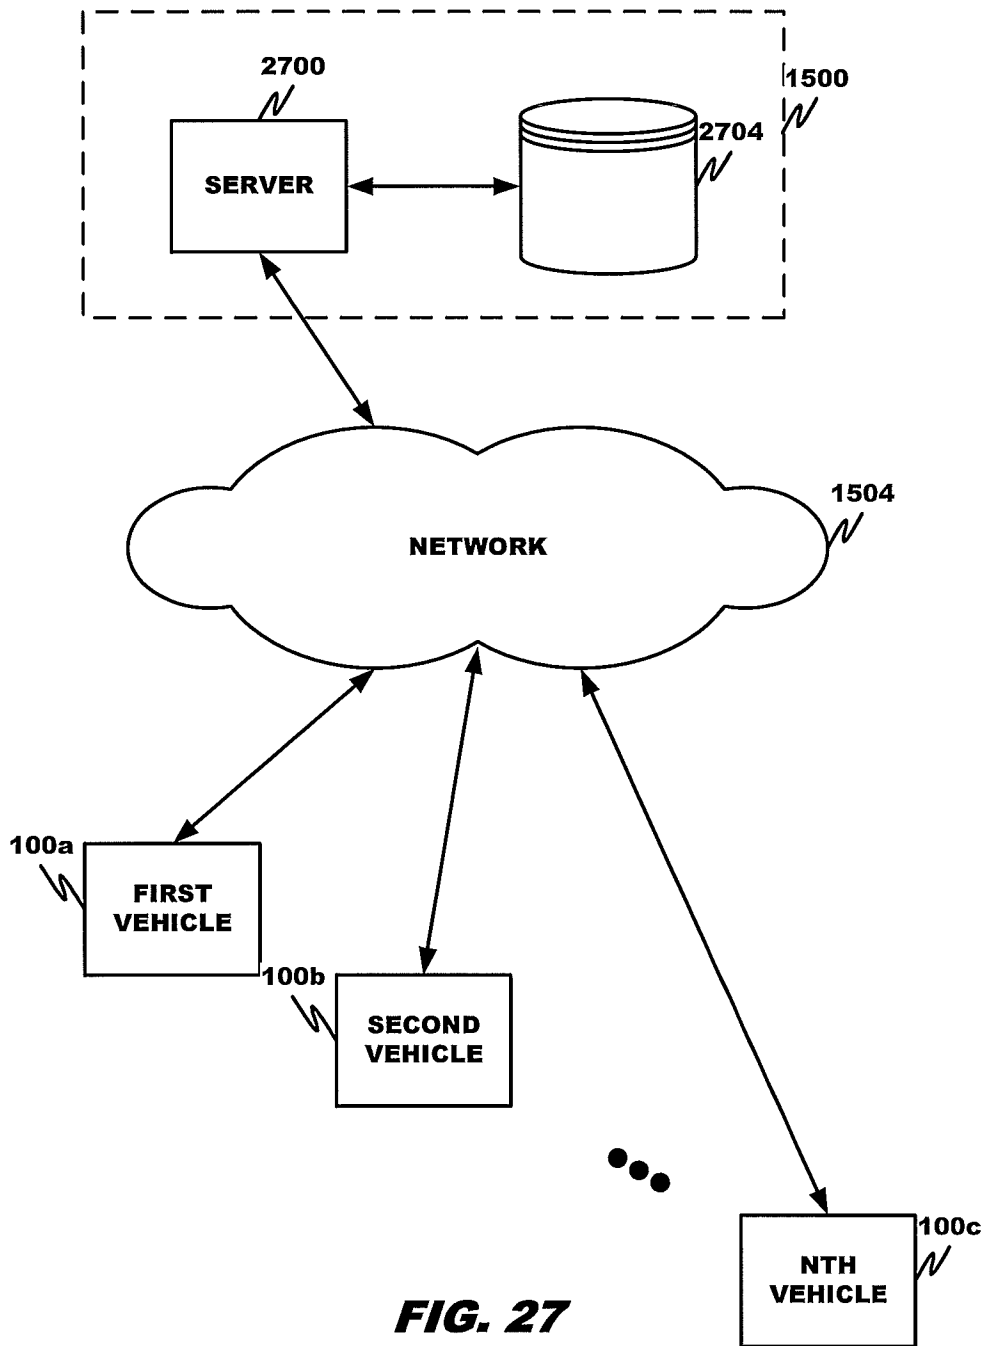 2700
1500
2704
SERVER
1504
NETWORK
100a
FIRST
VEHICLE
100b
SECOND
VEHICLE
100c
NTH
VEHICLE
FIG. 27